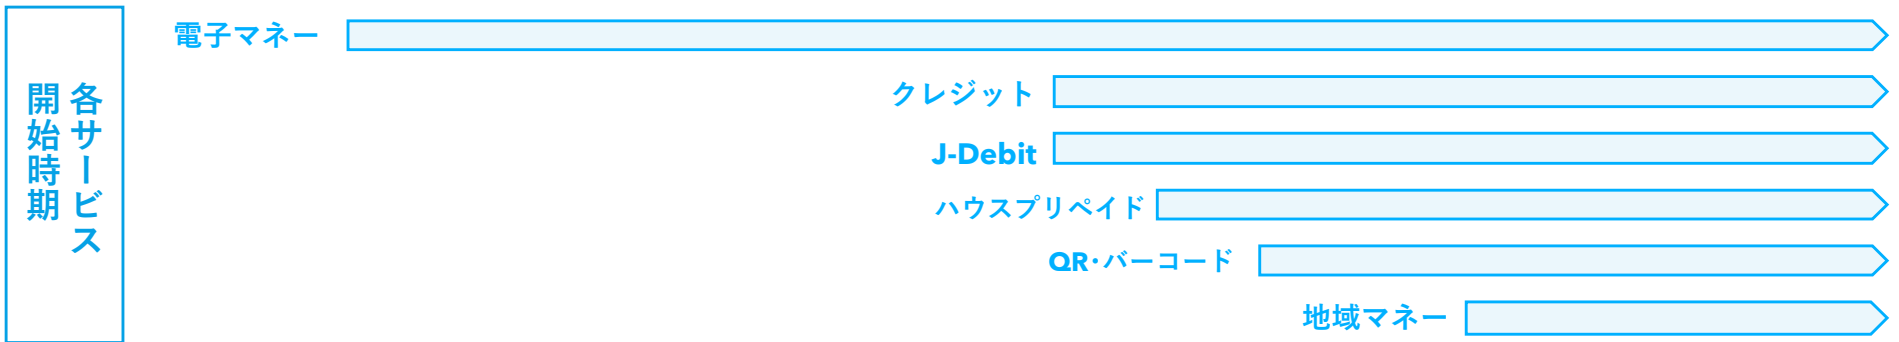 各サービス
開始時期
電子マネー
クレジット
J-Debit
ハウスプリペイド
QR･バーコード
地域マネー